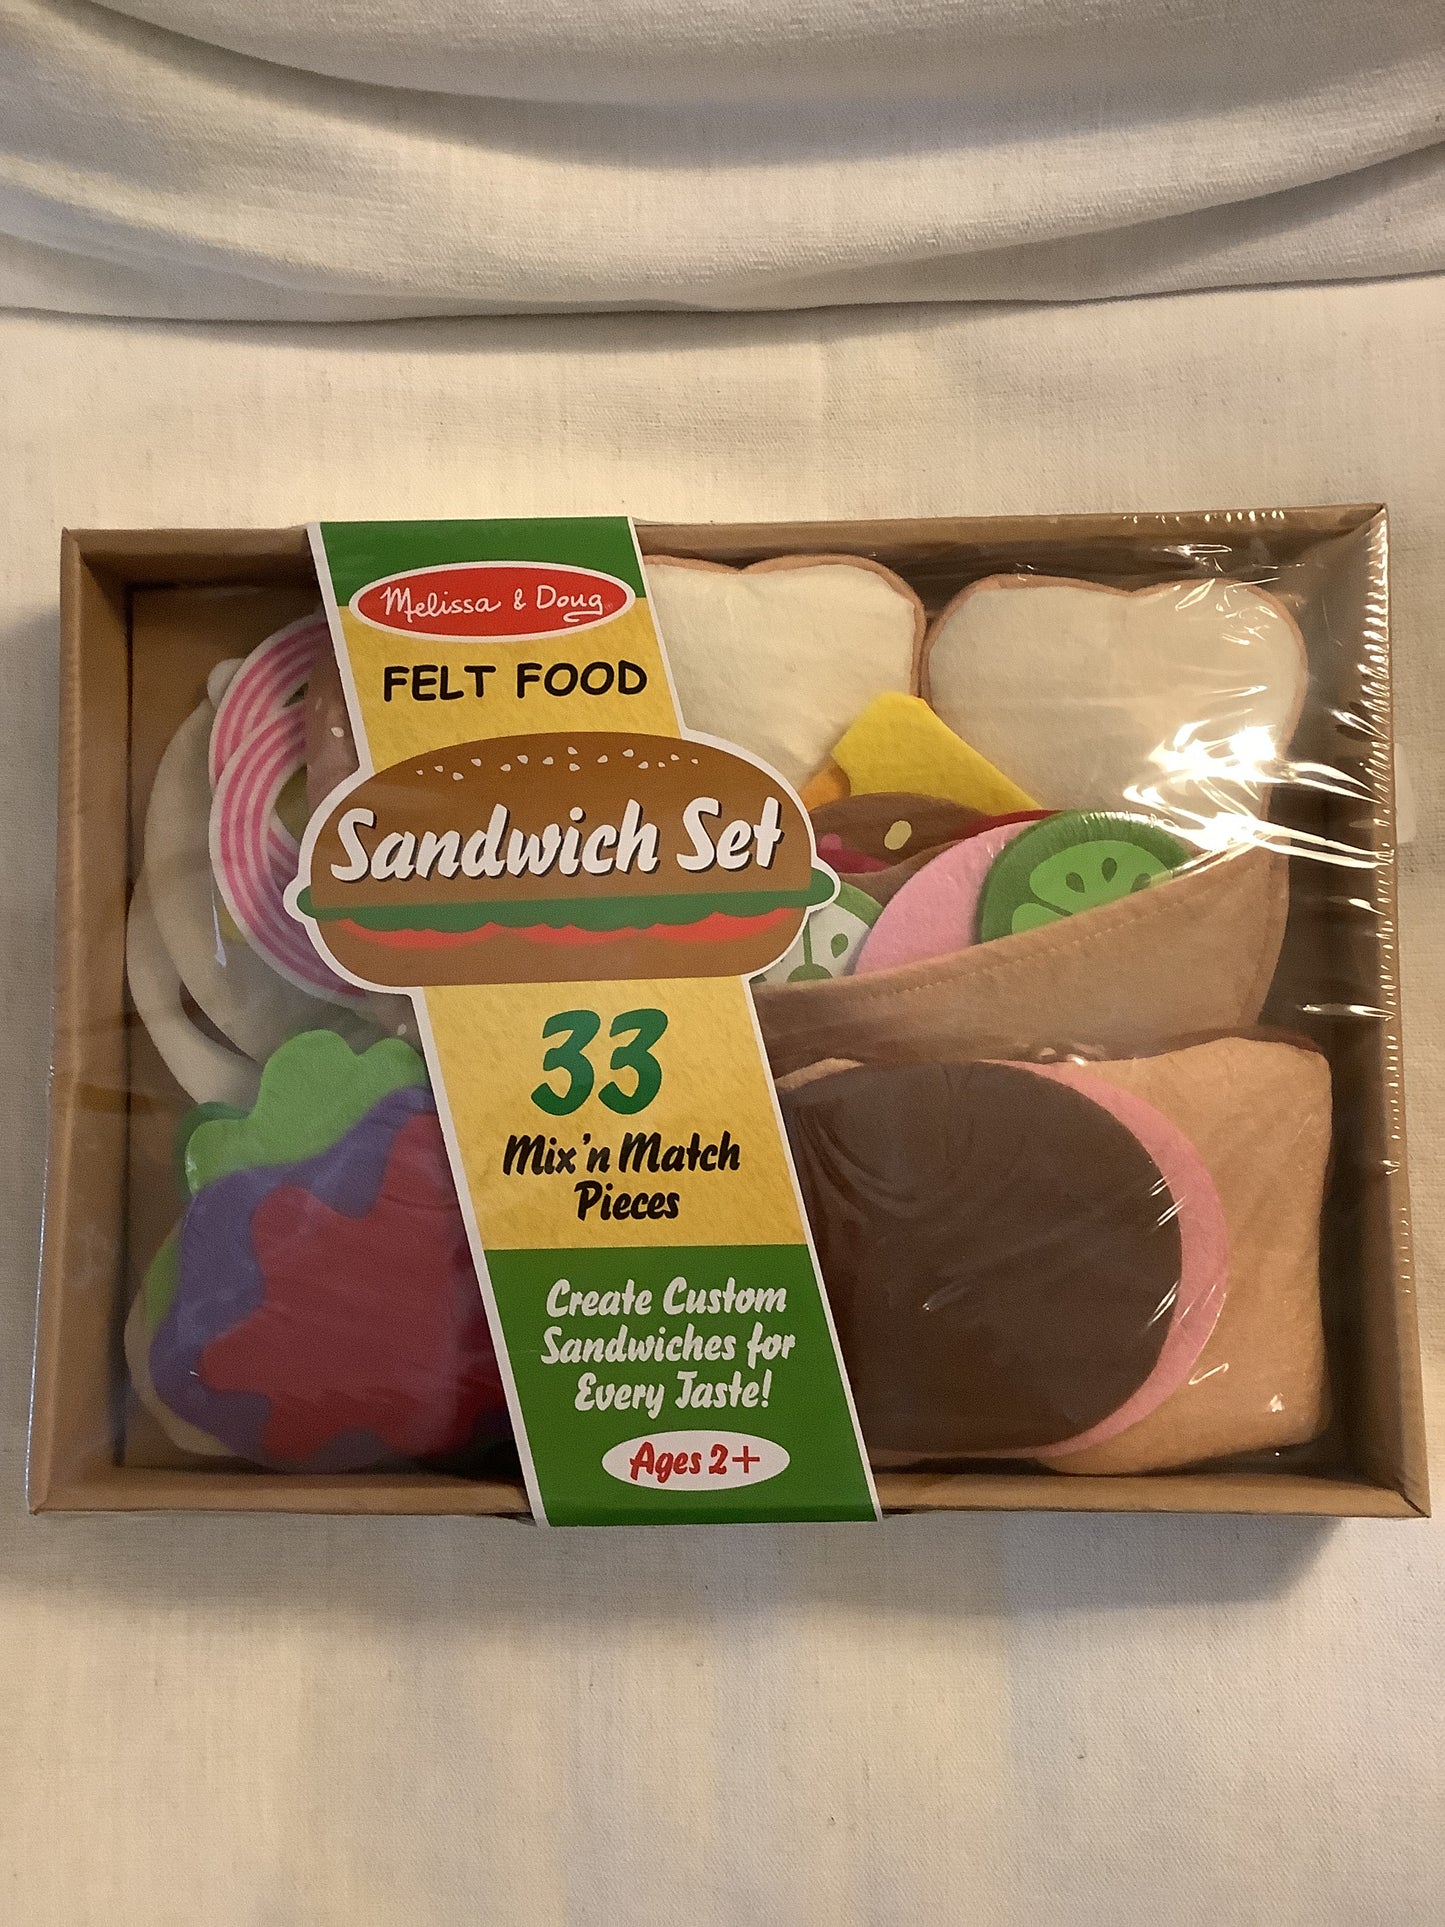 Melissa & Doug
FELT FOOD
Sandwich Set
33
Mix'n Match
Pieces
Create Custom
Sandwiches for
Every Taste!
Ages 2+